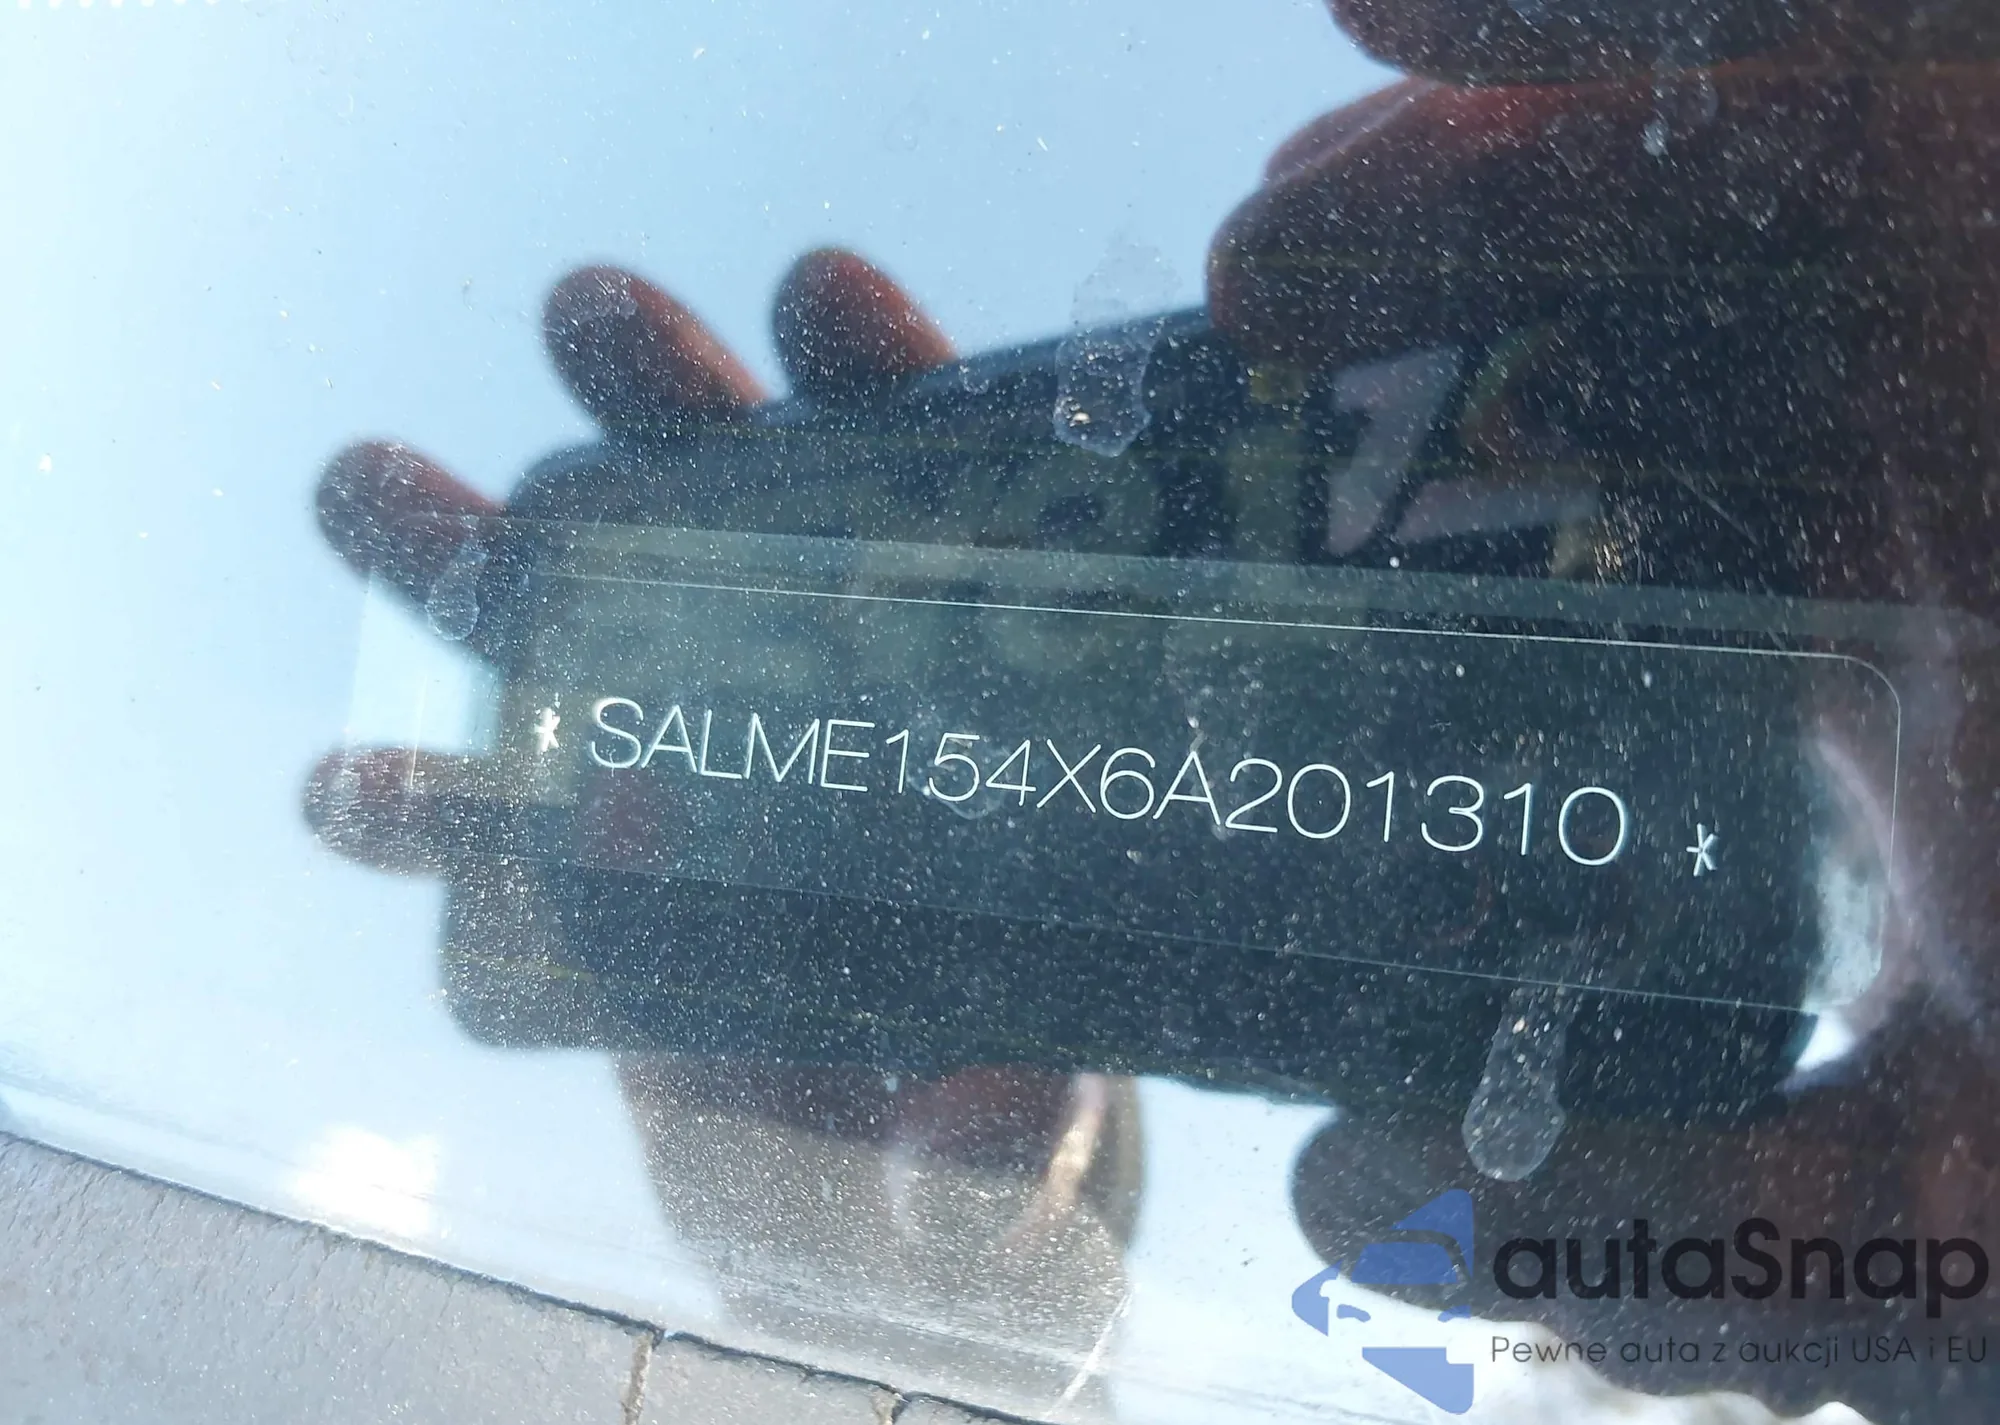 * SALME154X6A201310 *
autaSnap
Pewne auta z aukcji USA i EU